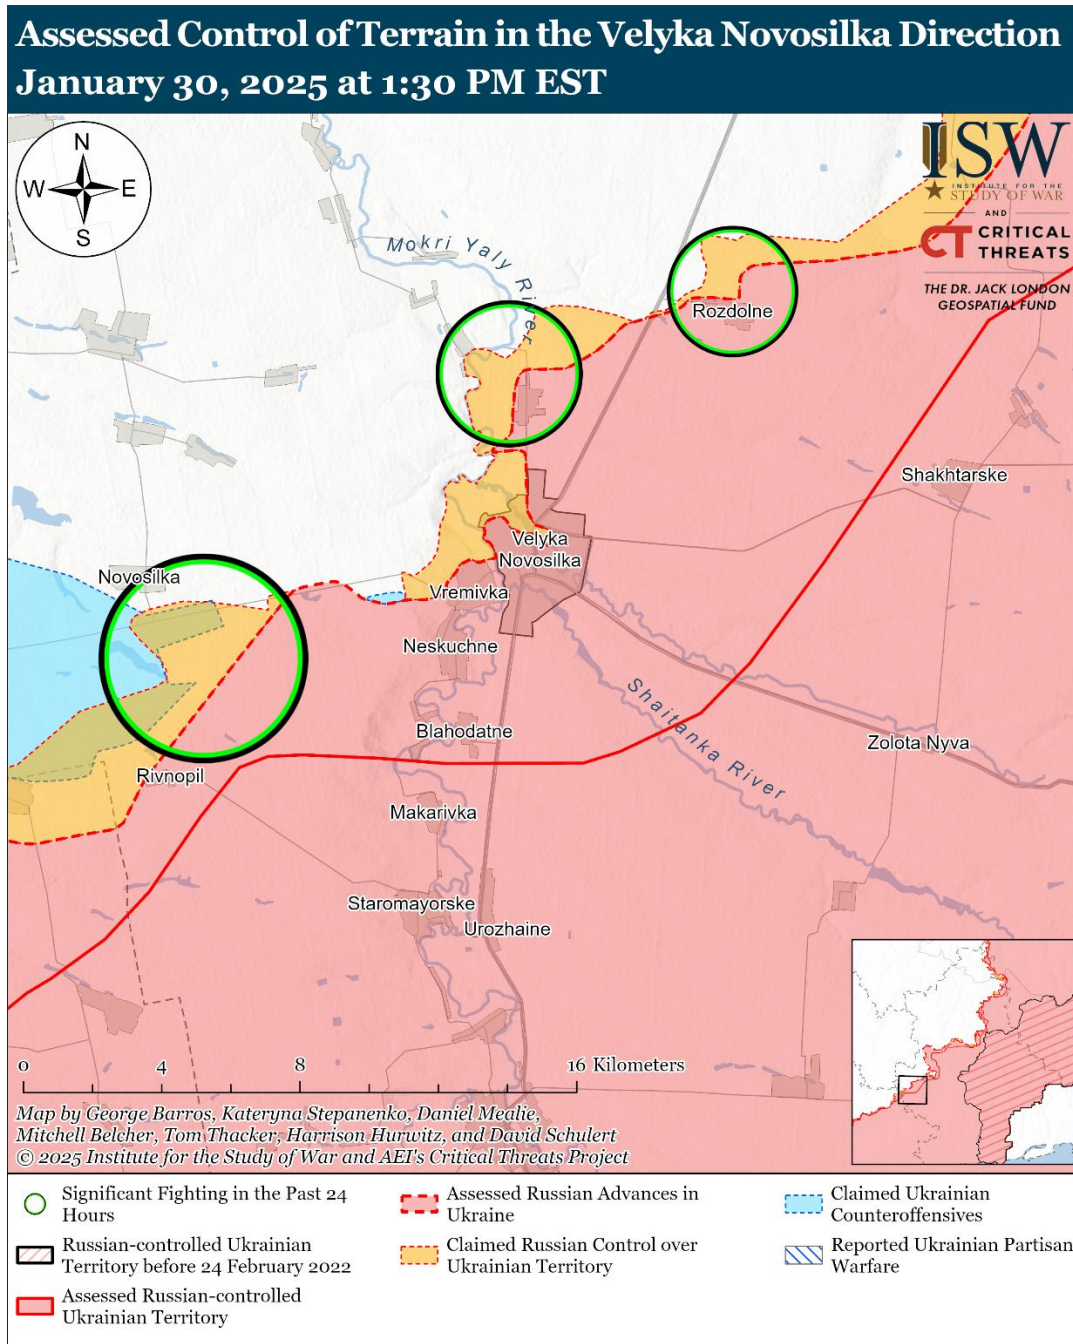 Assessed Control of Terrain in the Velyka Novosilka Direction
January 30, 2025 at 1:30 PM EST
N
W E
S
ISW
INSTITUTE FOR THE
STUDY OF WAR
AND
CT CRITICAL
THREATS
THE DR. JACK LONDON
GEOSPATIAL FUND
Mokri Yaly River
Rozdolne
Shakhtarske
Velyka
Novosilka
Novosilka
Vremivka
Neskuchne
Shaitanka River
Blahodatne
Zolota Nyva
Rivnopil
Makarivka
Staromayorske
Urozhaine
0 4 8 16 Kilometers
Map by George Barros, Kateryna Stepanenko, Daniel Mealie,
Mitchell Belcher, Tom Thacker, Harrison Hurwitz, and David Schulert
© 2025 Institute for the Study of War and AEI's Critical Threats Project
Significant Fighting in the Past 24
Hours
Russian-controlled Ukrainian
Territory before 24 February 2022
Assessed Russian-controlled
Ukrainian Territory
Assessed Russian Advances in
Ukraine
Claimed Russian Control over
Ukrainian Territory
Claimed Ukrainian
Counteroffensives
Reported Ukrainian Partisan
Warfare